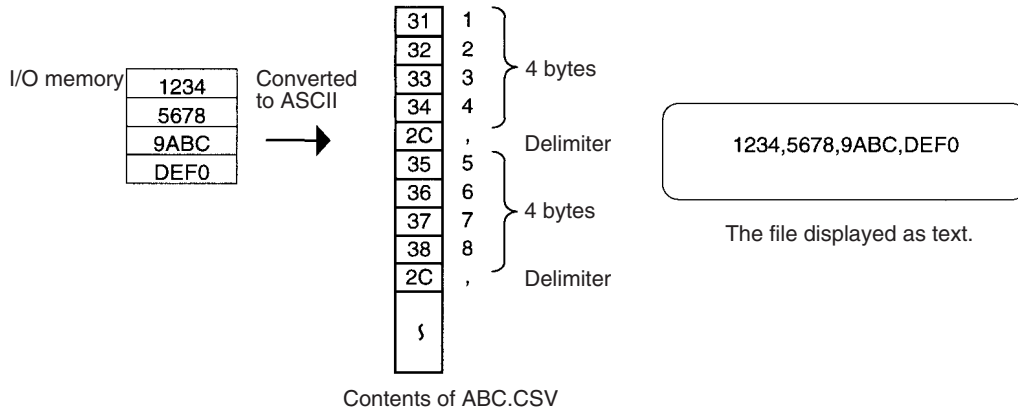 I/O memory
1234
5678
9ABC
DEF0
Converted
to ASCII
31 1
32 2
33 3
34 4
2C ,
35 5
36 6
37 7
38 8
2C ,
4 bytes
Delimiter
4 bytes
Delimiter
Contents of ABC.CSV
1234,5678,9ABC,DEF0
The file displayed as text.